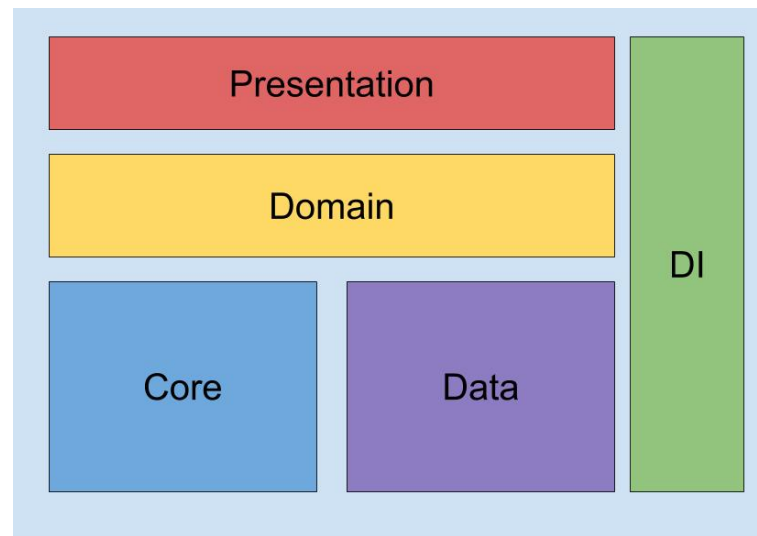 Presentation
Domain
DI
Core
Data